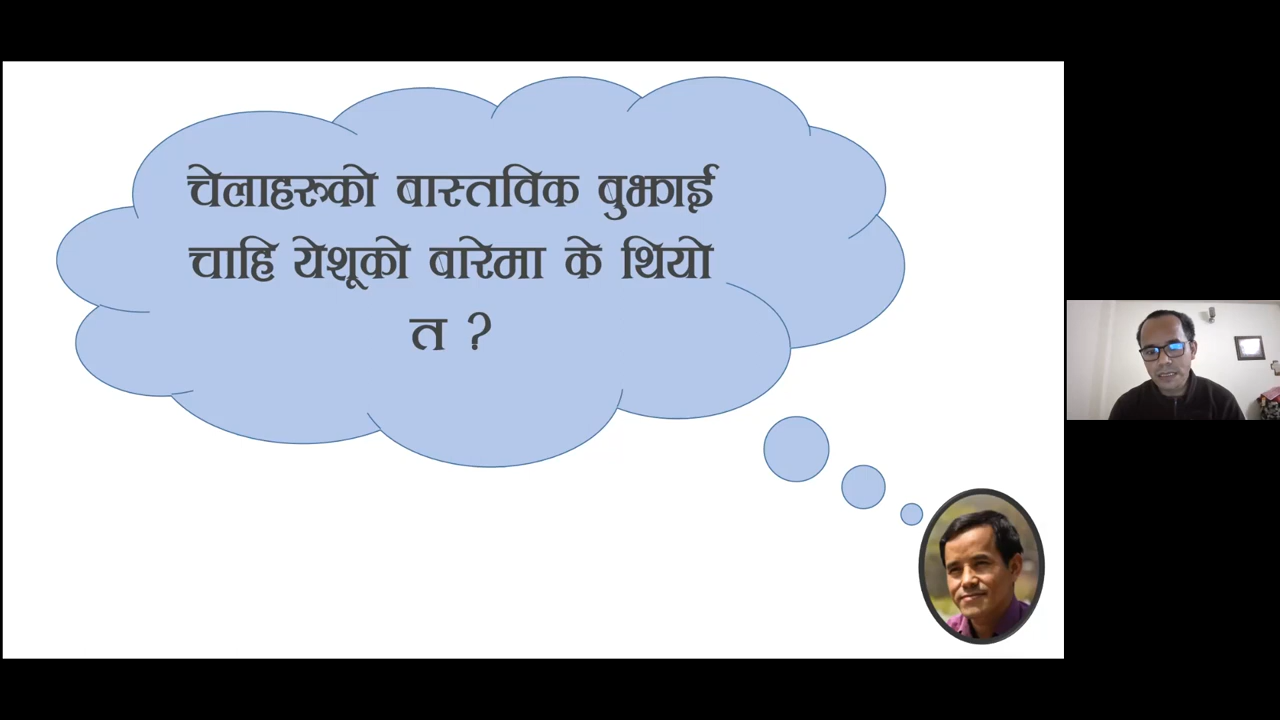 चेलाहरुको वास्तविक बुझाई
चाहि येशूको बारेमा के थियो
त ?